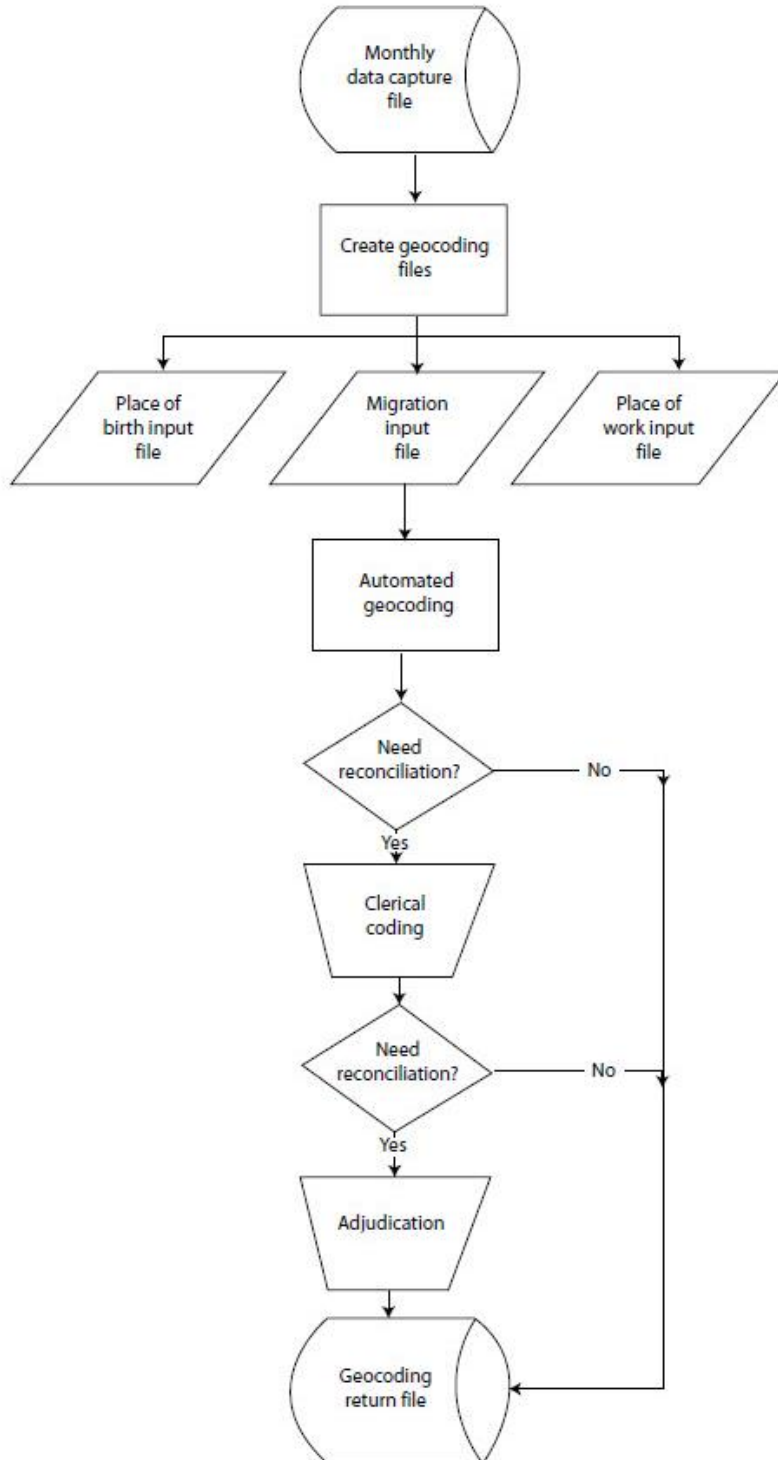 Monthly
data capture
file
Create geocoding
files
Place of
birth input
file
Migration
input
file
Place of
work input
file
Automated
geocoding
Need
reconciliation?
No
Yes
Clerical
coding
Need
reconciliation?
No
Yes
Adjudication
Geocoding
return file